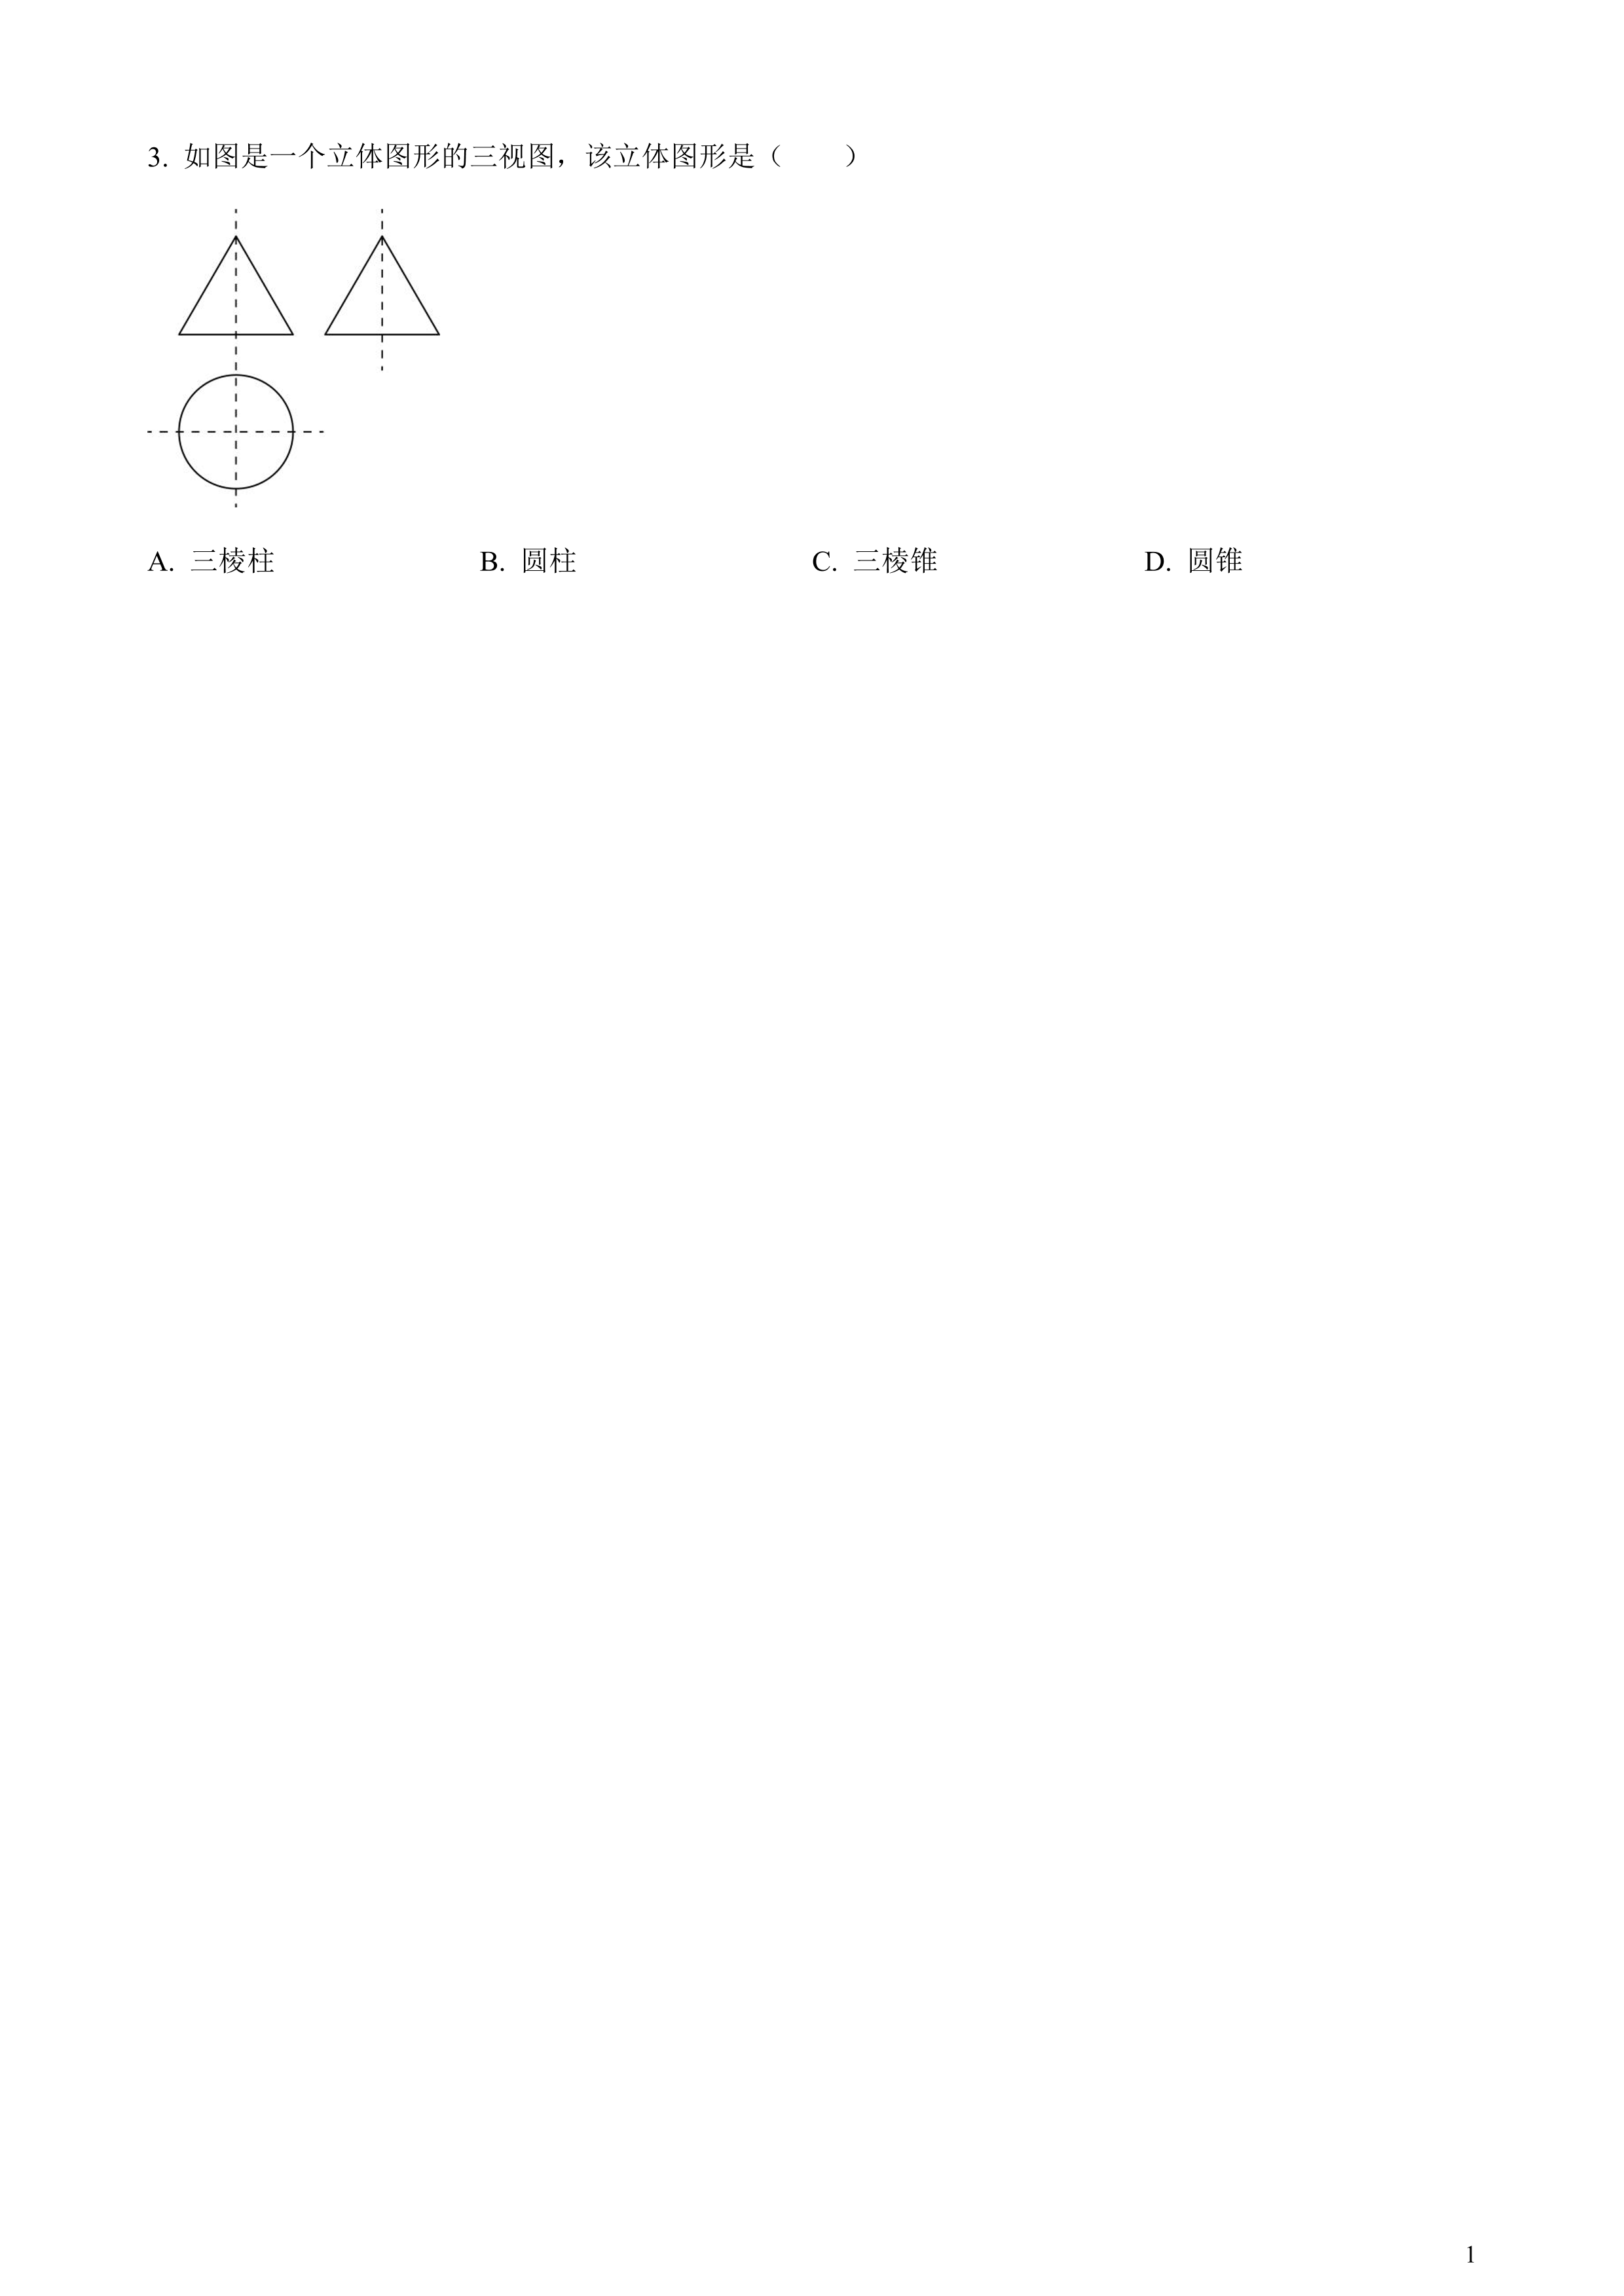 3. 如图是一个立体图形的三视图，该立体图形是（　　）
A. 三棱柱 B. 圆柱 C. 三棱锥 D. 圆锥
1